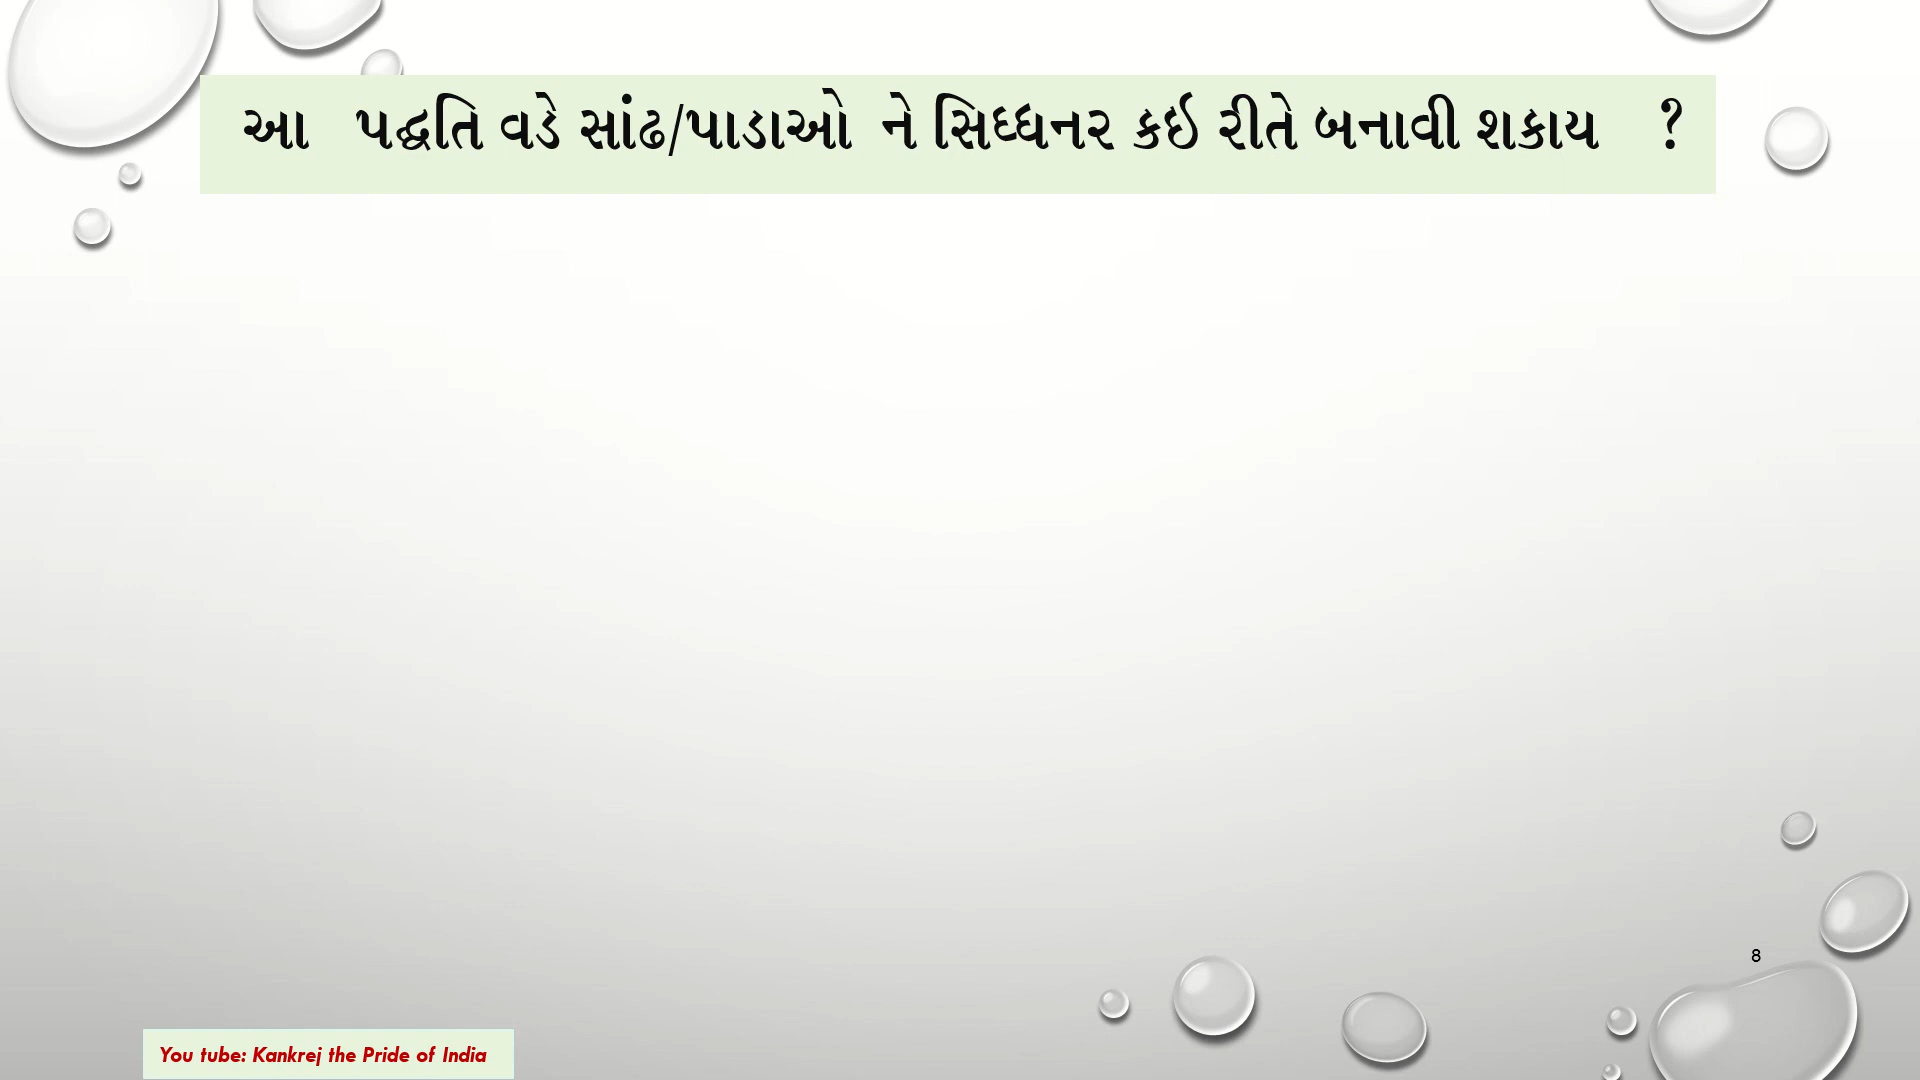 આ પદ્ધતિ વડે સાંઢ/પાડાઓ ને સિધ્ધનર કઈ રીતે બનાવી શકાય ?
8
You tube: Kankrej the Pride of India